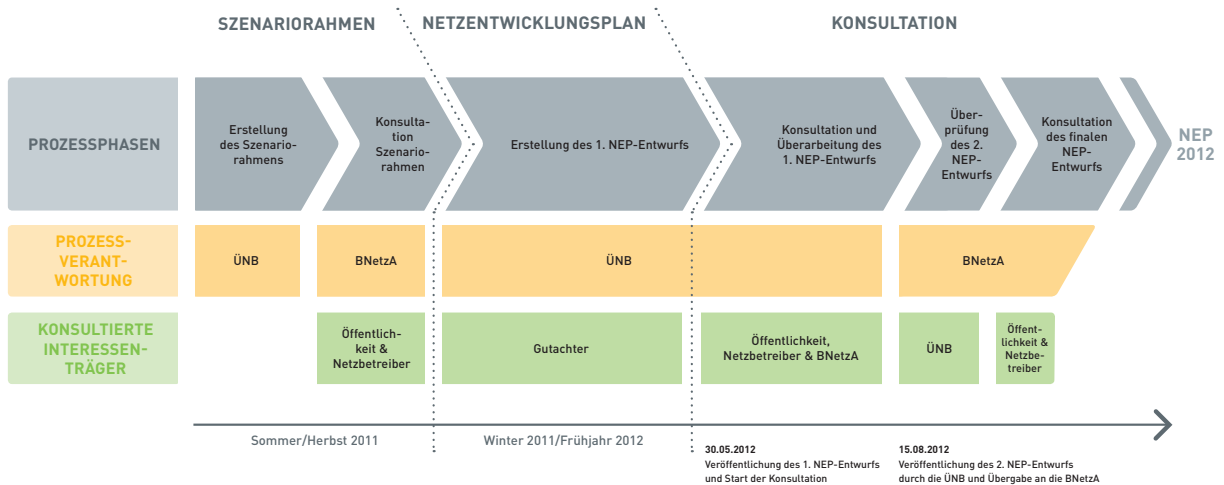 SZENARIORAHMEN
NETZENTWICKLUNGSPLAN
KONSULTATION
PROZESSPHASEN
Erstellung
des Szenario-
rahmens
Konsulta-
tion
Szenario-
rahmen
Erstellung des 1. NEP-Entwurfs
Konsultation und
Überarbeitung des
1. NEP-Entwurfs
Über-
prüfung
des 2.
NEP-
Entwurfs
Konsultation
des finalen
NEP-
Entwurfs
NEP
2012
PROZESS-
VERANT-
WORTUNG
ÜNB
BNetzA
ÜNB
BNetzA
KONSULTIERTE
INTERESSEN-
TRÄGER
Öffentlich-
keit &
Netzbetreiber
Gutachter
Öffentlichkeit,
Netzbetreiber & BNetzA
ÜNB
Öffent-
lichkeit &
Netzbe-
treiber
Sommer/Herbst 2011
Winter 2011/Frühjahr 2012
30.05.2012
Veröffentlichung des 1. NEP-Entwurfs
und Start der Konsultation
15.08.2012
Veröffentlichung des 2. NEP-Entwurfs
durch die ÜNB und Übergabe an die BNetzA